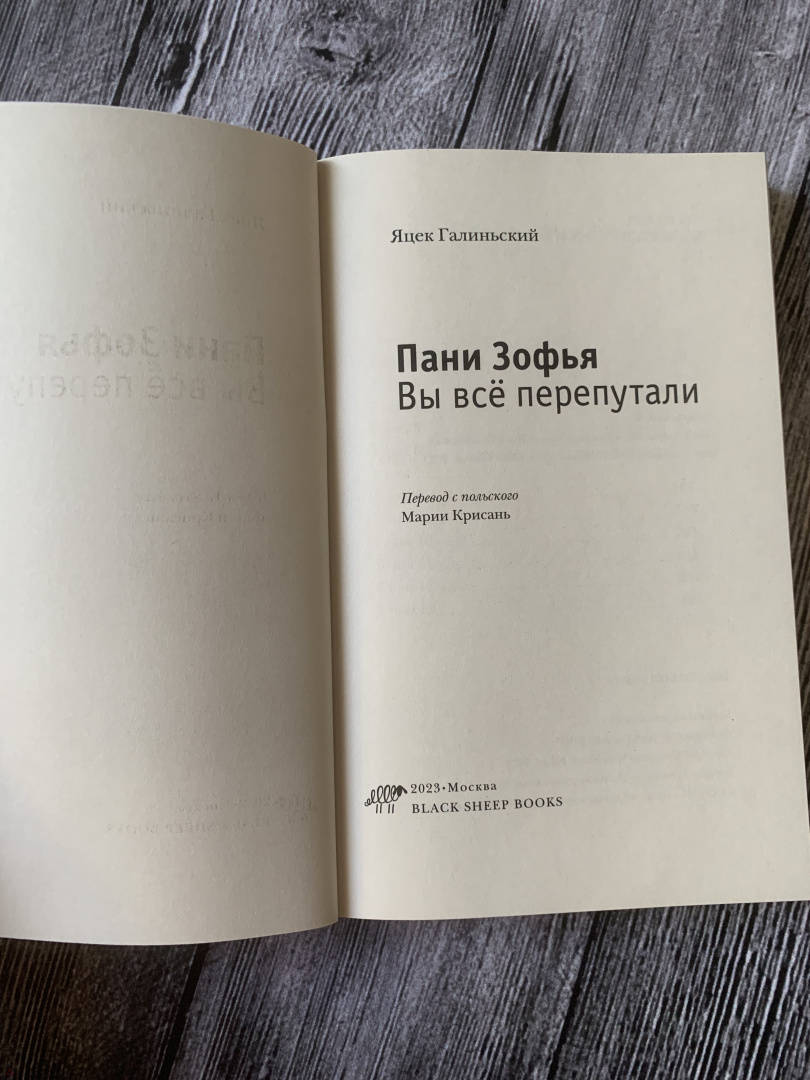 Яцек Галиньский
Пани Зофья
Вы всё перепутали
Перевод с польского
Марии Крисань
2023·Москва
BLACK SHEEP BOOKS